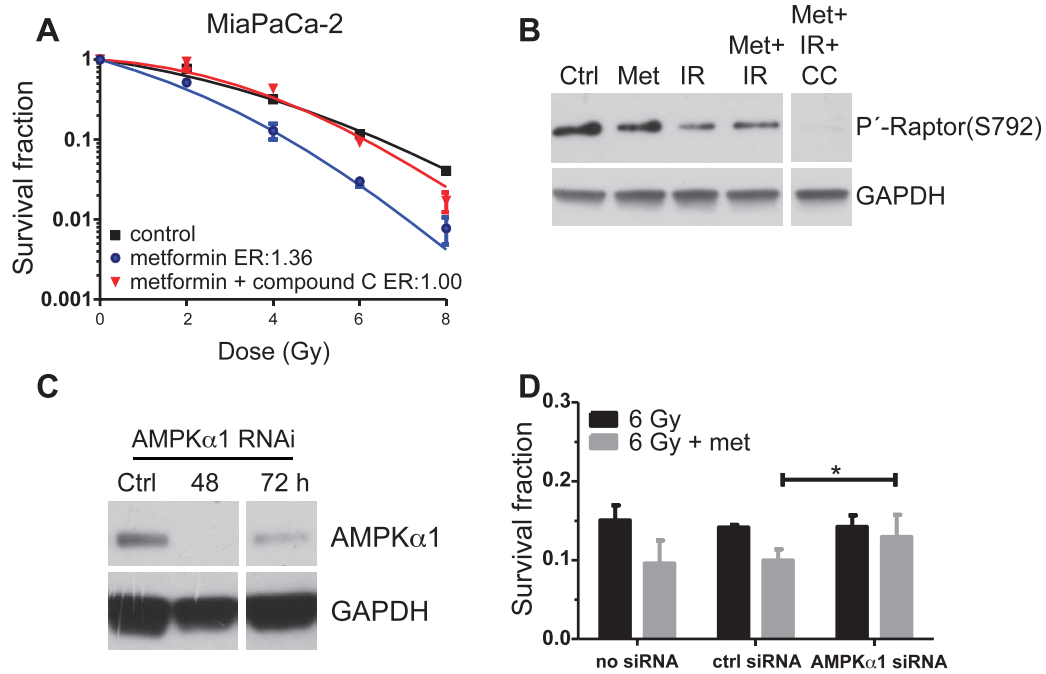 A
MiaPaCa-2
Survival fraction
1
0.1
0.01
0.001
control
metformin ER:1.36
metformin + compound C ER:1.00
0 2 4 6 8
Dose (Gy)
B
Ctrl Met IR Met+ IR Met+ IR+ CC
P´-Raptor(S792)
GAPDH
C
AMPKα1 RNAi
Ctrl 48 72 h
AMPKα1
GAPDH
D
Survival fraction
0.3
0.2
0.1
0.0
6 Gy
6 Gy + met
*
no siRNA ctrl siRNA AMPKα1 siRNA